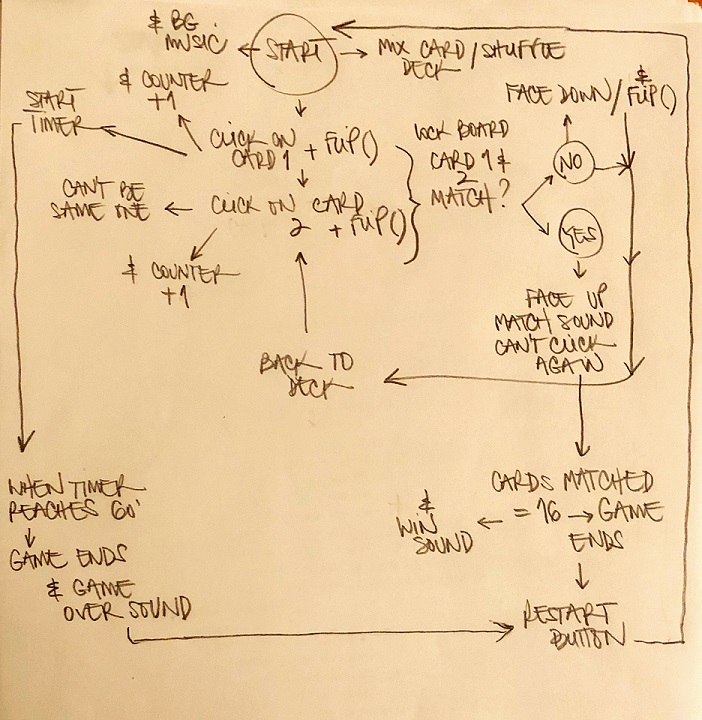 & BG
MUSIC
START
MIX CARD/SHUFFLE
DECK
& COUNTER
+1
START
TIMER
FACE DOWN/ & FLIP()
CLICK ON
CARD 1 + FLIP()
LOCK BOARD
CARD 1 &
2
MATCH?
NO
CAN'T BE
SAME ONE
CLICK ON CARD
2 + FLIP()
YES
& COUNTER
+1
FACE UP
MATCH SOUND
CAN'T CLICK
AGAIN
BACK TO
DECK
WHEN TIMER
REACHES 60'
GAME ENDS
& GAME
OVER SOUND
CARDS MATCHED
= 16 → GAME
ENDS
&
WIN
SOUND
RESTART
BUTTON